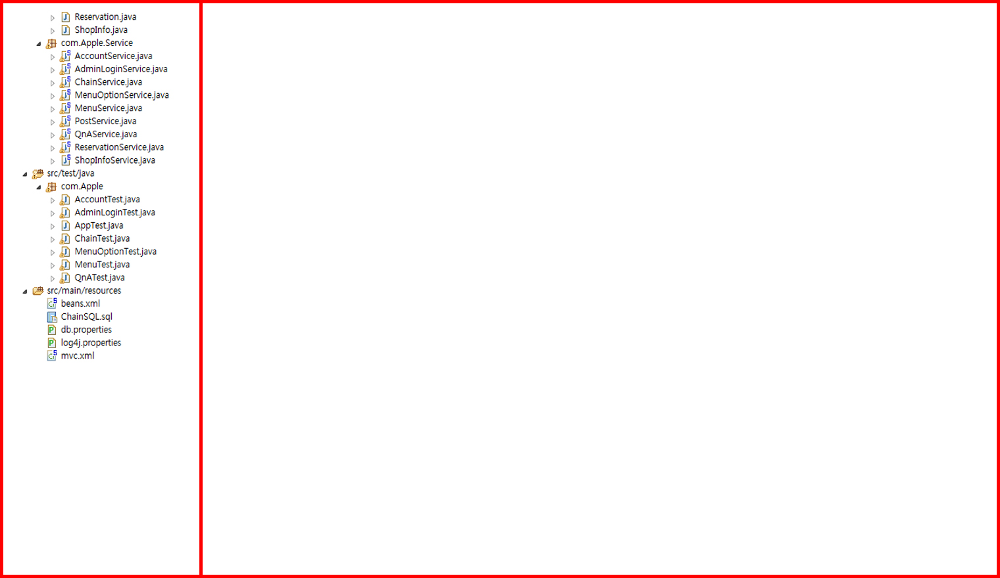 Reservation.java
ShopInfo.java
com.Apple.Service
AccountService.java
AdminLoginService.java
ChainService.java
MenuOptionService.java
MenuService.java
PostService.java
QnAService.java
ReservationService.java
ShopInfoService.java
src/test/java
com.Apple
AccountTest.java
AdminLoginTest.java
AppTest.java
ChainTest.java
MenuOptionTest.java
MenuTest.java
QnATest.java
src/main/resources
beans.xml
ChainSQL.sql
db.properties
log4j.properties
mvc.xml